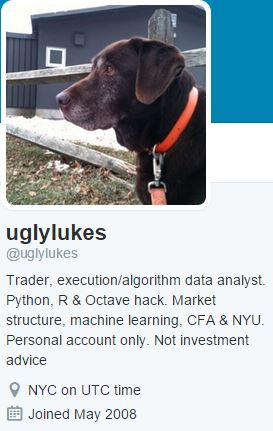 uglylukes
@uglylukes
Trader, execution/algorithm data analyst.
Python, R & Octave hack. Market
structure, machine learning, CFA & NYU.
Personal account only. Not investment
advice
NYC on UTC time
Joined May 2008